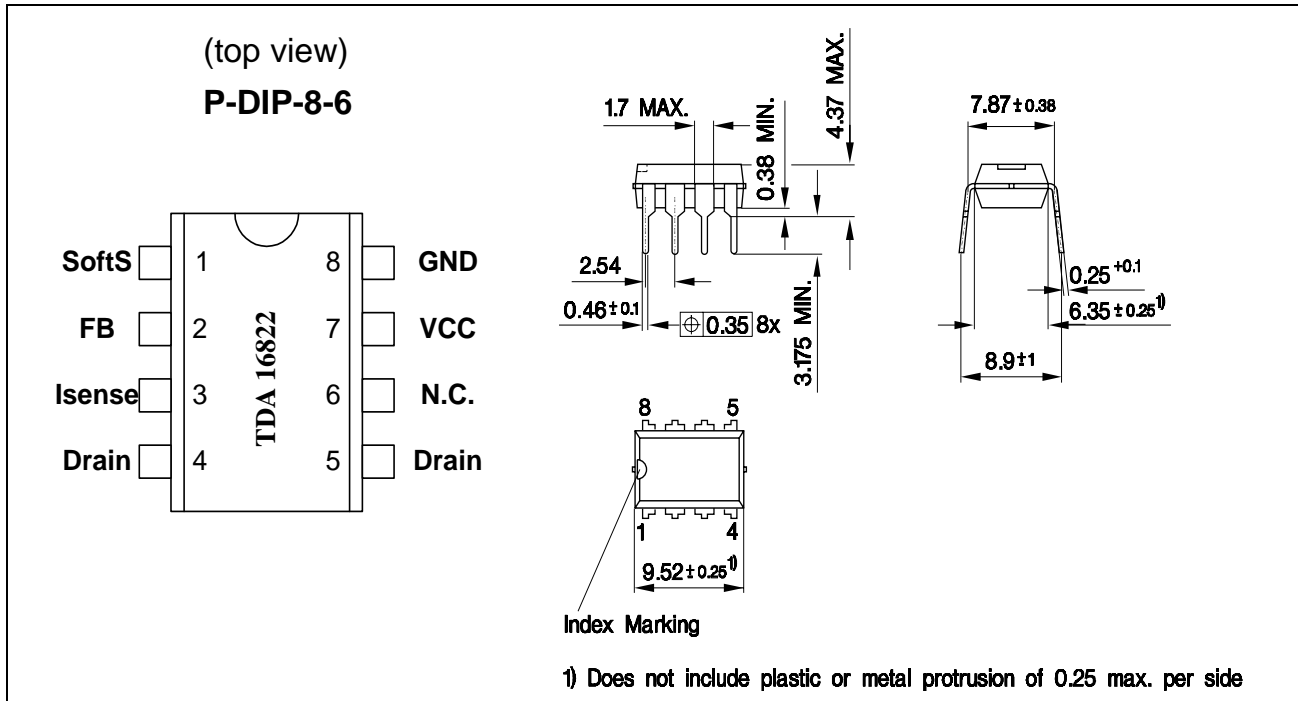 (top view)
P-DIP-8-6
SoftS 1 8 GND
FB 2 7 VCC
Isense 3 6 N.C.
Drain 4 5 Drain
TDA 16822
1.7 MAX.
0.38 MIN.
4.37 MAX.
2.54
0.46 ±0.1
⌖ 0.35 8x
3.175 MIN.
7.87 ±0.38
0.25 +0.1
6.35 ±0.25 1)
8.9 ±1
8 5
1 4
9.52 ±0.25 1)
Index Marking
1) Does not include plastic or metal protrusion of 0.25 max. per side